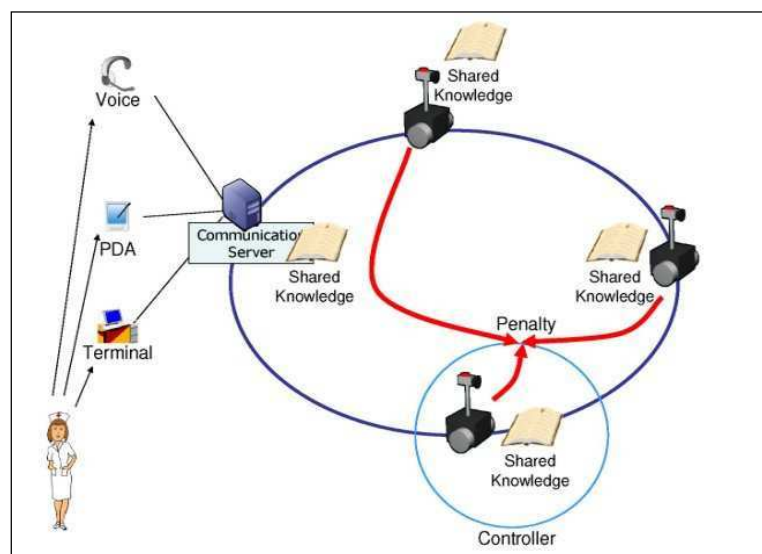 Shared
Knowledge
Voice
PDA
Communication
Server
Shared
Knowledge
Shared
Knowledge
Terminal
Penalty
Shared
Knowledge
Controller